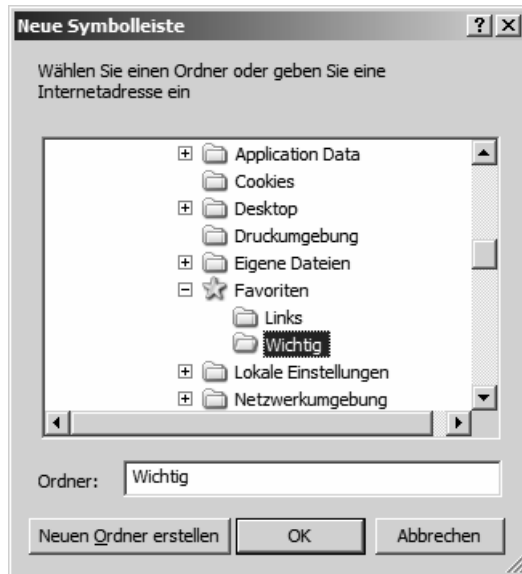 Neue Symbolleiste
Wählen Sie einen Ordner oder geben Sie eine
Internetadresse ein
Application Data
Cookies
Desktop
Druckumgebung
Eigene Dateien
Favoriten
Links
Wichtig
Lokale Einstellungen
Netzwerkumgebung
Ordner: Wichtig
Neuen Ordner erstellen OK Abbrechen